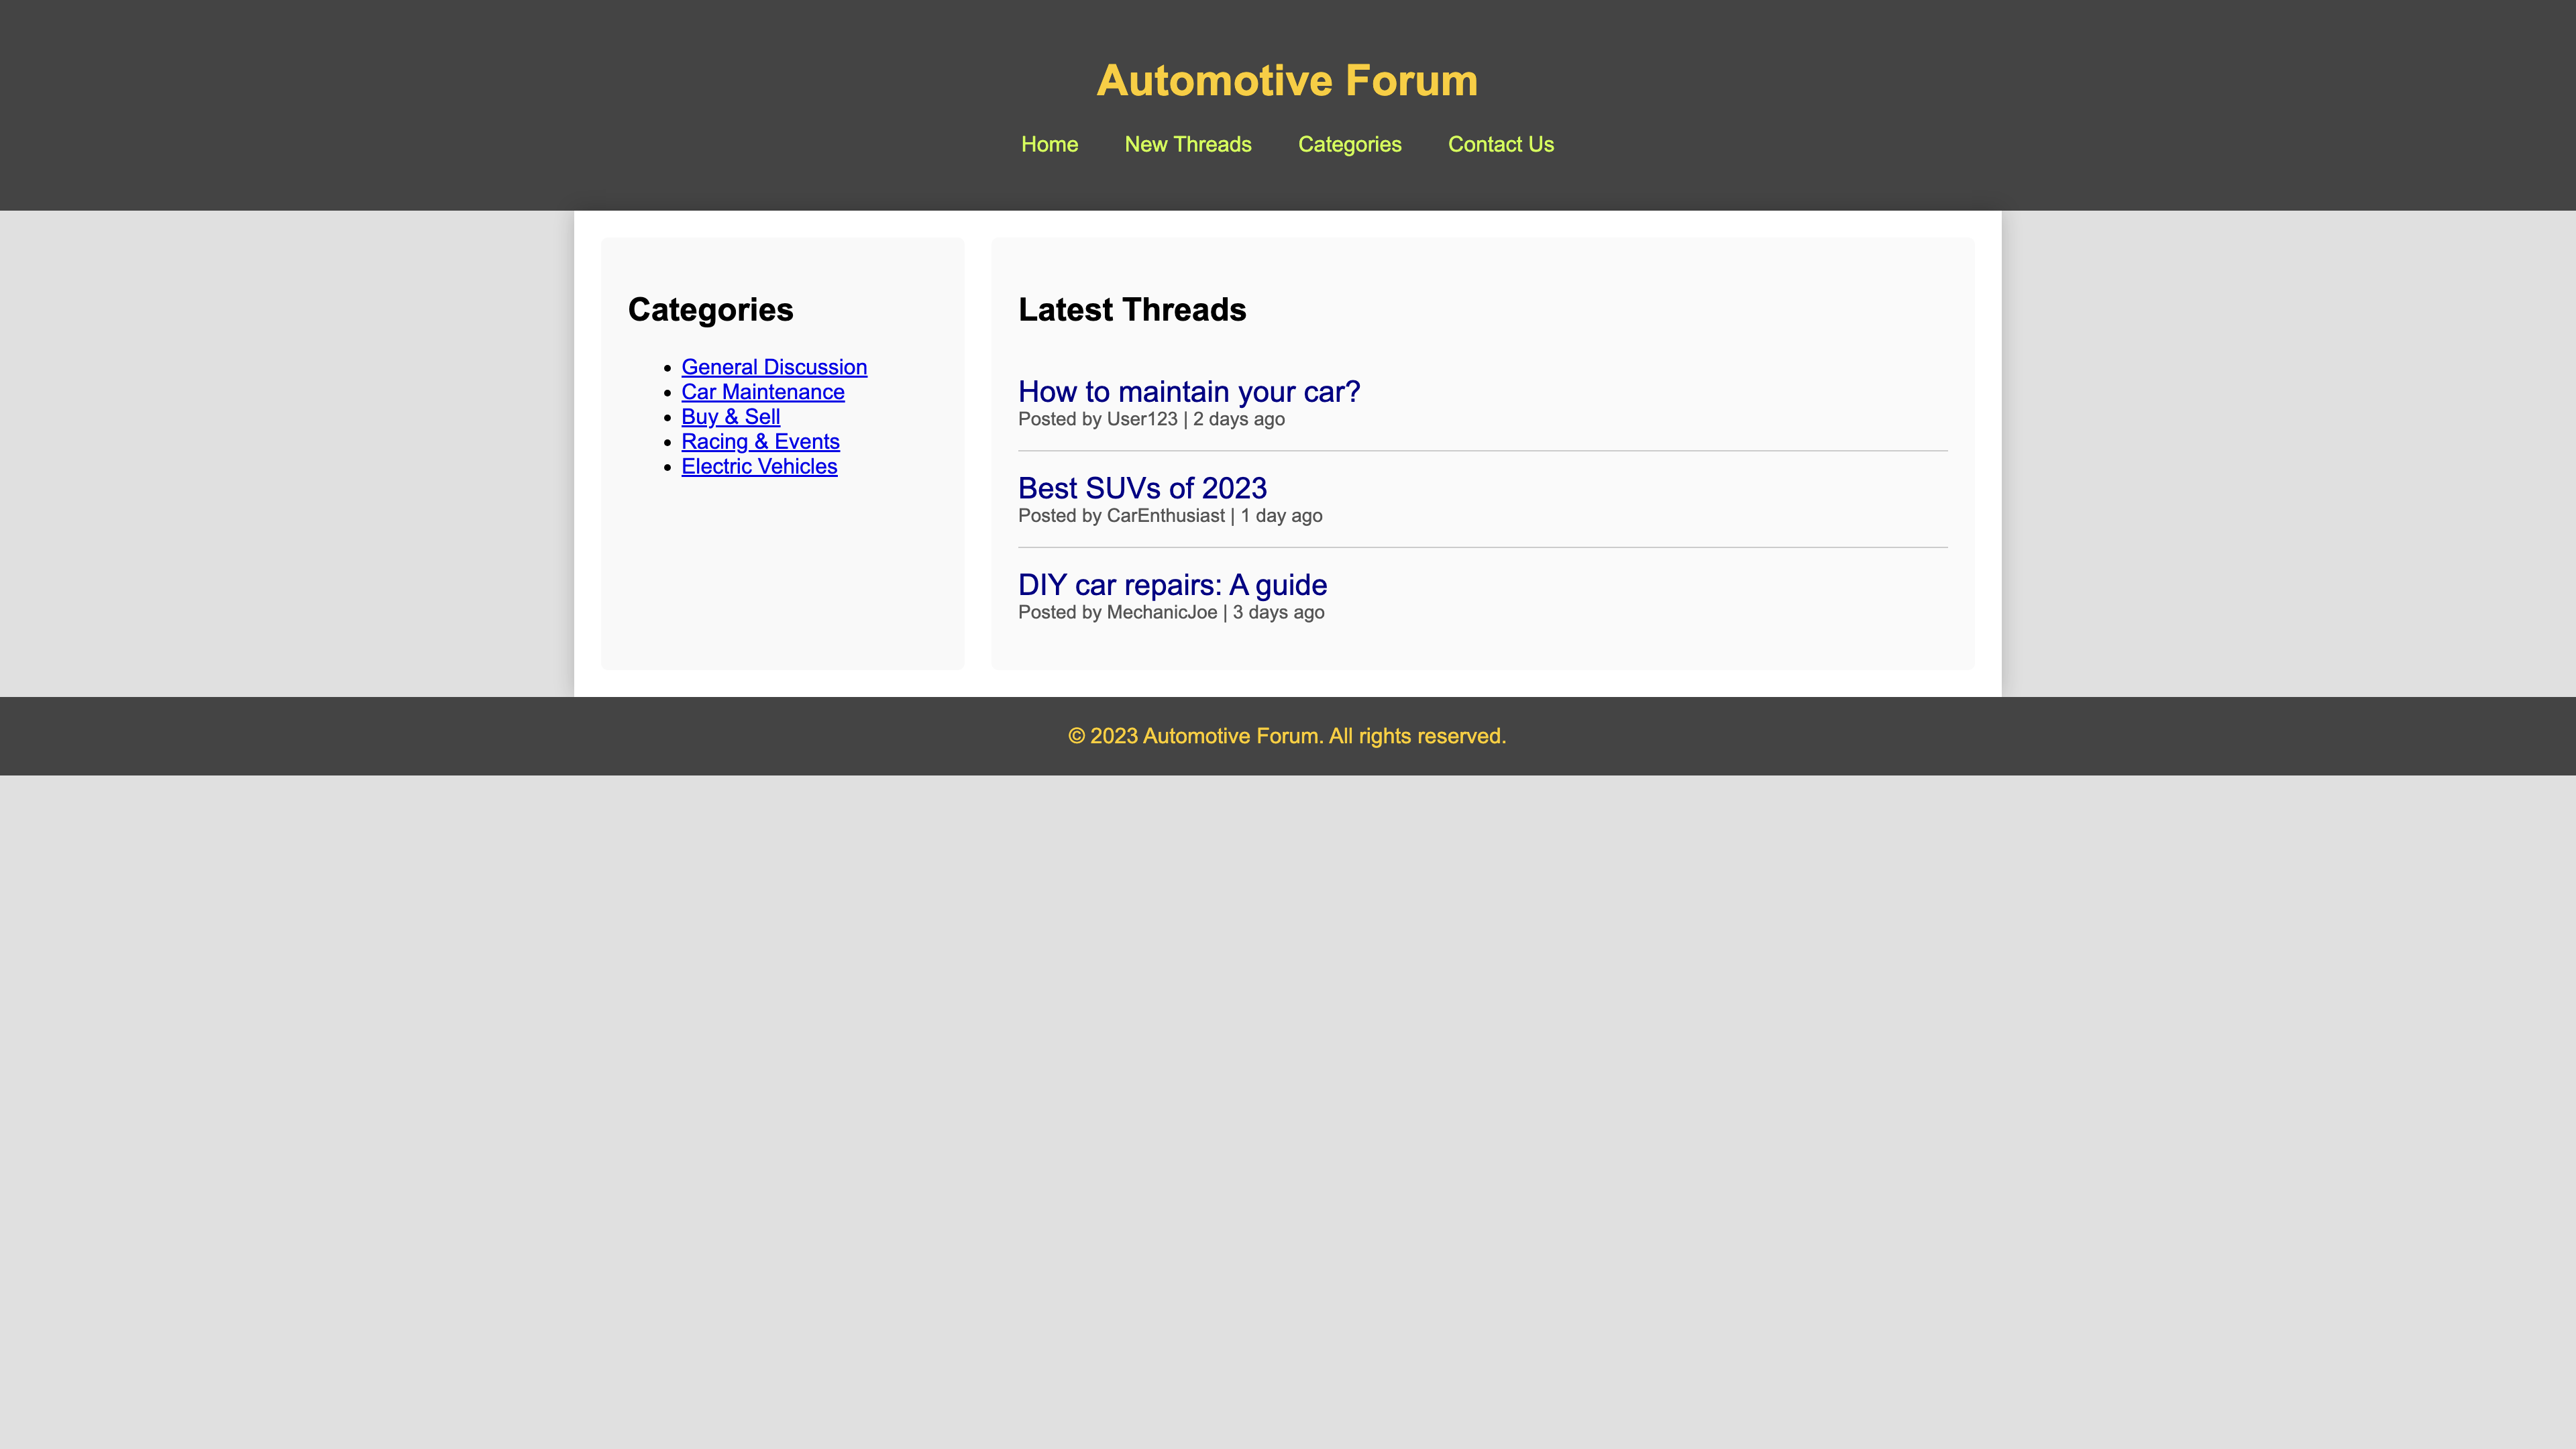 Automotive Forum
Home New Threads Categories Contact Us
Categories
General Discussion
Car Maintenance
Buy & Sell
Racing & Events
Electric Vehicles
Latest Threads
How to maintain your car?
Posted by User123 | 2 days ago
Best SUVs of 2023
Posted by CarEnthusiast | 1 day ago
DIY car repairs: A guide
Posted by MechanicJoe | 3 days ago
© 2023 Automotive Forum. All rights reserved.